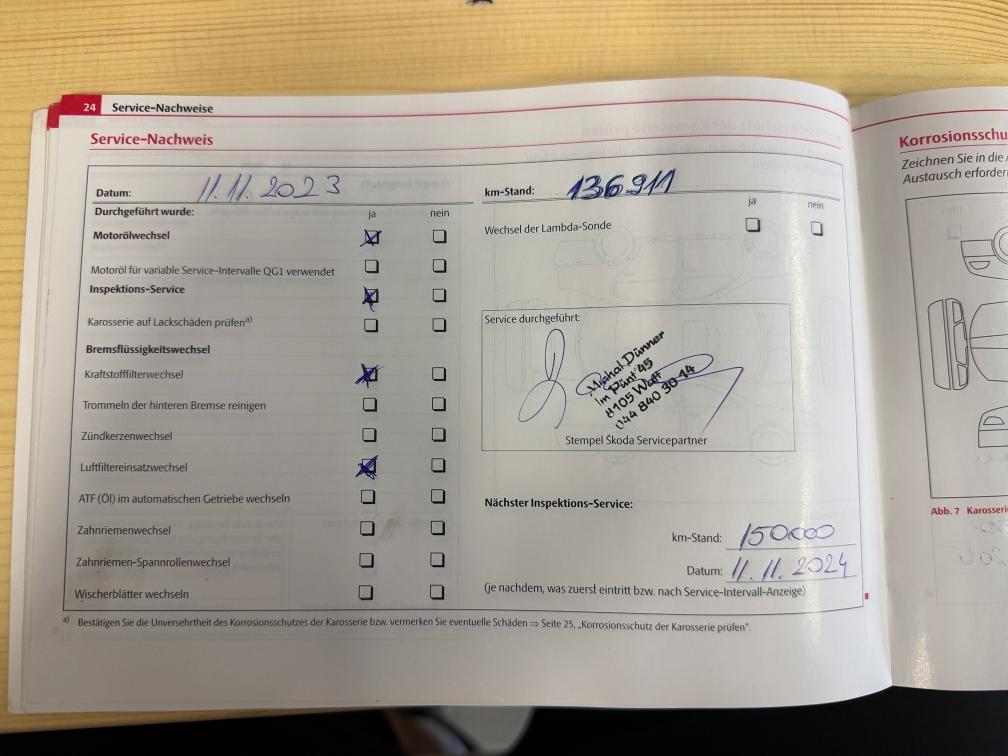 24 Service-Nachweise
Service-Nachweis
Datum: 11.11.2023
Durchgeführt wurde: ja nein
Motorölwechsel
Motoröl für variable Service-Intervalle QG1 verwendet
Inspektions-Service
Karosserie auf Lackschäden prüfen a)
Bremsflüssigkeitswechsel
Kraftstofffilterwechsel
Trommeln der hinteren Bremse reinigen
Zündkerzenwechsel
Luftfiltereinsatzwechsel
ATF (Öl) im automatischen Getriebe wechseln
Zahnriemenwechsel
Zahnriemen-Spannrollenwechsel
Wischerblätter wechseln
km-Stand: 136911
ja nein
Wechsel der Lambda-Sonde
Service durchgeführt:
Michal Dünner
Im Pünt 45
8105 Watt
044 840 30 14
Stempel Škoda Servicepartner
Nächster Inspektions-Service:
km-Stand: 150000
Datum: 11.11.2024
(je nachdem, was zuerst eintritt bzw. nach Service-Intervall-Anzeige)
a) Bestätigen Sie die Unversehrtheit des Korrosionsschutzes der Karosserie bzw. vermerken Sie eventuelle Schäden ⇒ Seite 25, „Korrosionsschutz der Karosserie prüfen".
Korrosionsschu
Zeichnen Sie in die
Austausch erforder
Abb. 7 Karosseri